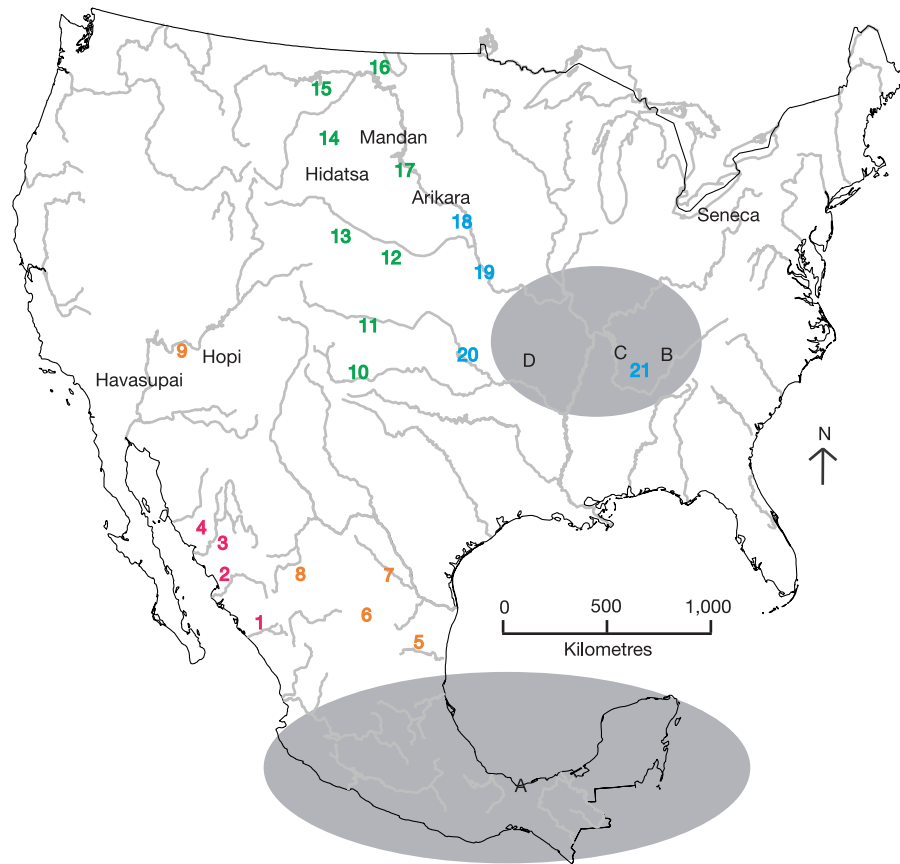 16
15
14
Mandan
17
Hidatsa
Arikara
18
Seneca
13
12
19
11
9
Hopi
20
D
C
B
10
21
Havasupai
N
4
3
2
8
7
1
6
5
0
500
1,000
Kilometres
A